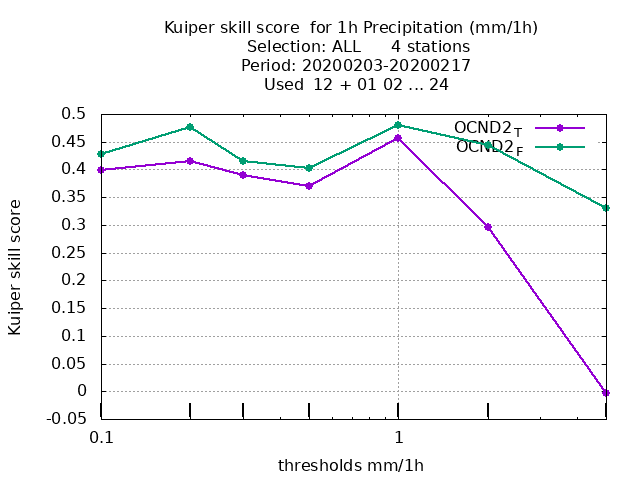 Kuiper skill score  for 1h Precipitation (mm/1h)
Selection: ALL      4 stations
Period: 20200203-20200217
Used  12 + 01 02 ... 24
OCND2T
OCND2F
Kuiper skill score
0.5
0.45
0.4
0.35
0.3
0.25
0.2
0.15
0.1
0.05
0
-0.05
0.1
1
thresholds mm/1h